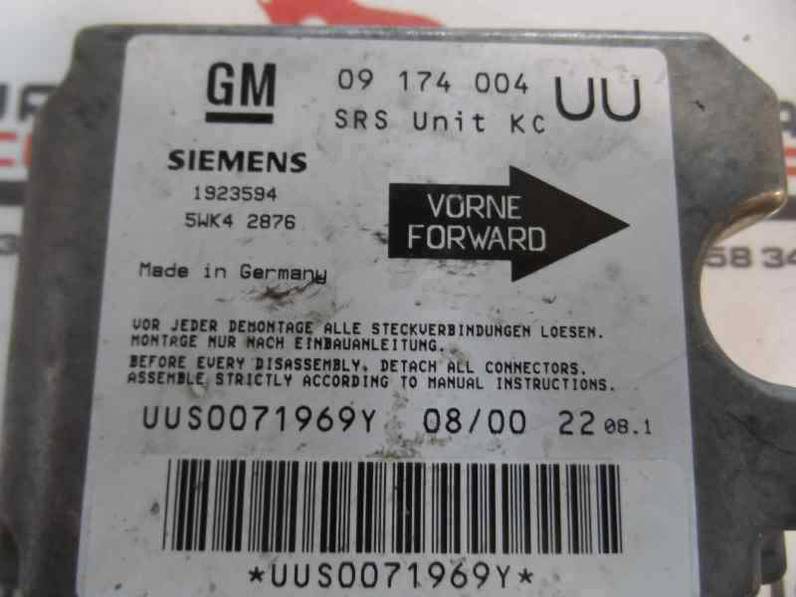 GM 09 174 004 UU
SRS Unit KC
SIEMENS
1923594
5WK4 2876
VORNE
FORWARD
Made in Germany
VOR JEDER DEMONTAGE ALLE STECKVERBINDUNGEN LOESEN.
MONTAGE NUR NACH EINBAUANLEITUNG.
BEFORE EVERY DISASSEMBLY, DETACH ALL CONNECTORS.
ASSEMBLE STRICTLY ACCORDING TO MANUAL INSTRUCTIONS.
UUS0071969Y 08/00 22 08.1
*UUS0071969Y*
58 34